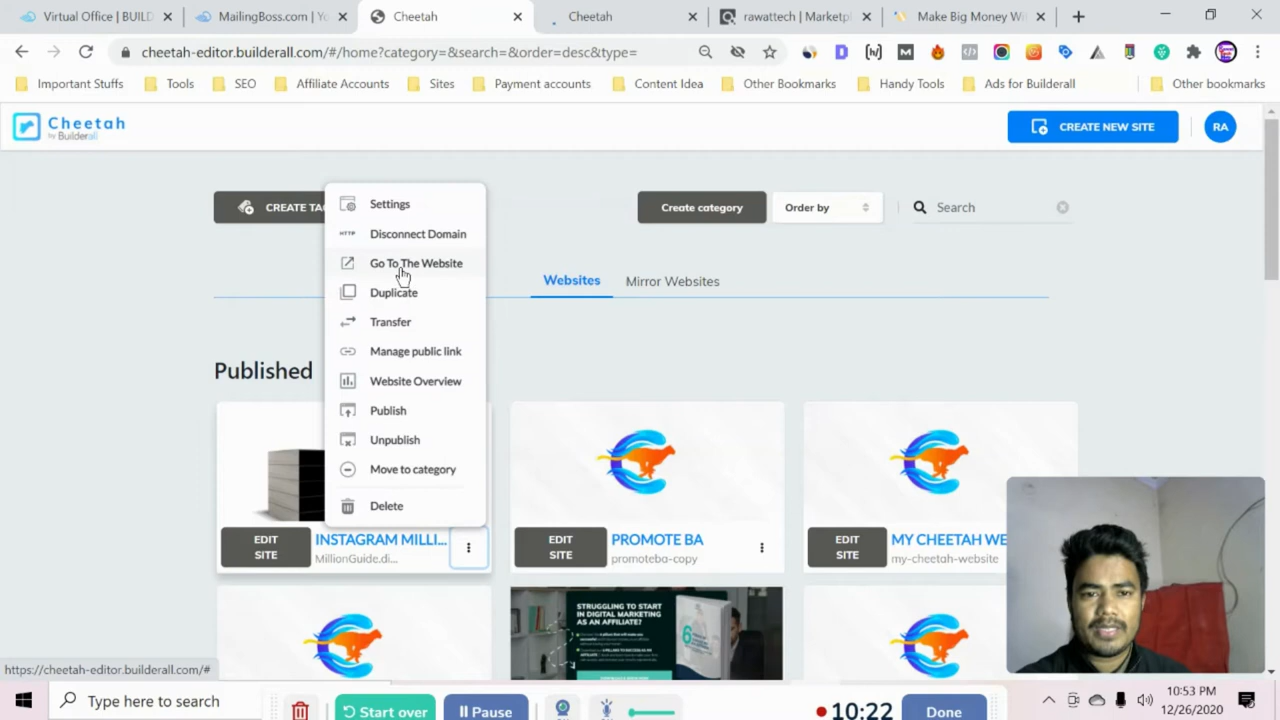 Virtual Office | BUILD
MailingBoss.com | Yo
Cheetah
Cheetah
rawattech | Marketpl
Make Big Money Wi
cheetah-editor.builderall.com/#/home?category=&search=&order=desc&type=
Important Stuffs
Tools
SEO
Affiliate Accounts
Sites
Payment accounts
Content Idea
Other Bookmarks
Handy Tools
Ads for Builderall
Other bookmarks
Cheetah
by Builderall
CREATE NEW SITE
RA
CREATE TA
Create category
Order by
Search
Settings
HTTP
Disconnect Domain
Go To The Website
Duplicate
Transfer
Manage public link
Website Overview
Publish
Unpublish
Move to category
Delete
Websites
Mirror Websites
Published
EDIT SITE
INSTAGRAM MILLI...
MillionGuide.di...
EDIT SITE
PROMOTE BA
promoteba-copy
EDIT SITE
MY CHEETAH WE
my-cheetah-website
STRUGGLING TO START
IN DIGITAL MARKETING
AS AN AFFILIATE?
https://cheetah-edit
Type here to search
Start over
Pause
10:22
Done
10:53 PM
12/26/2020